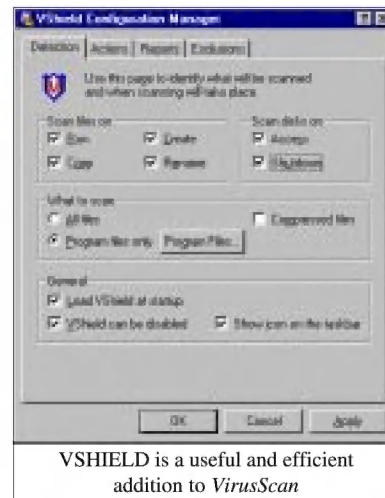 VShield Configuration Manager
Detection Actions Reports Exclusions
Use this page to identify what will be scanned
and when scanning will take place.
Scan files on
Scan disks on
Run Create Access
Copy Rename Shutdown
What to scan
All files Compressed files
Program files only Program Files...
General
Load VShield at startup
VShield can be disabled Show icon on the taskbar
OK Cancel Apply
VSHIELD is a useful and efficient
addition to VirusScan